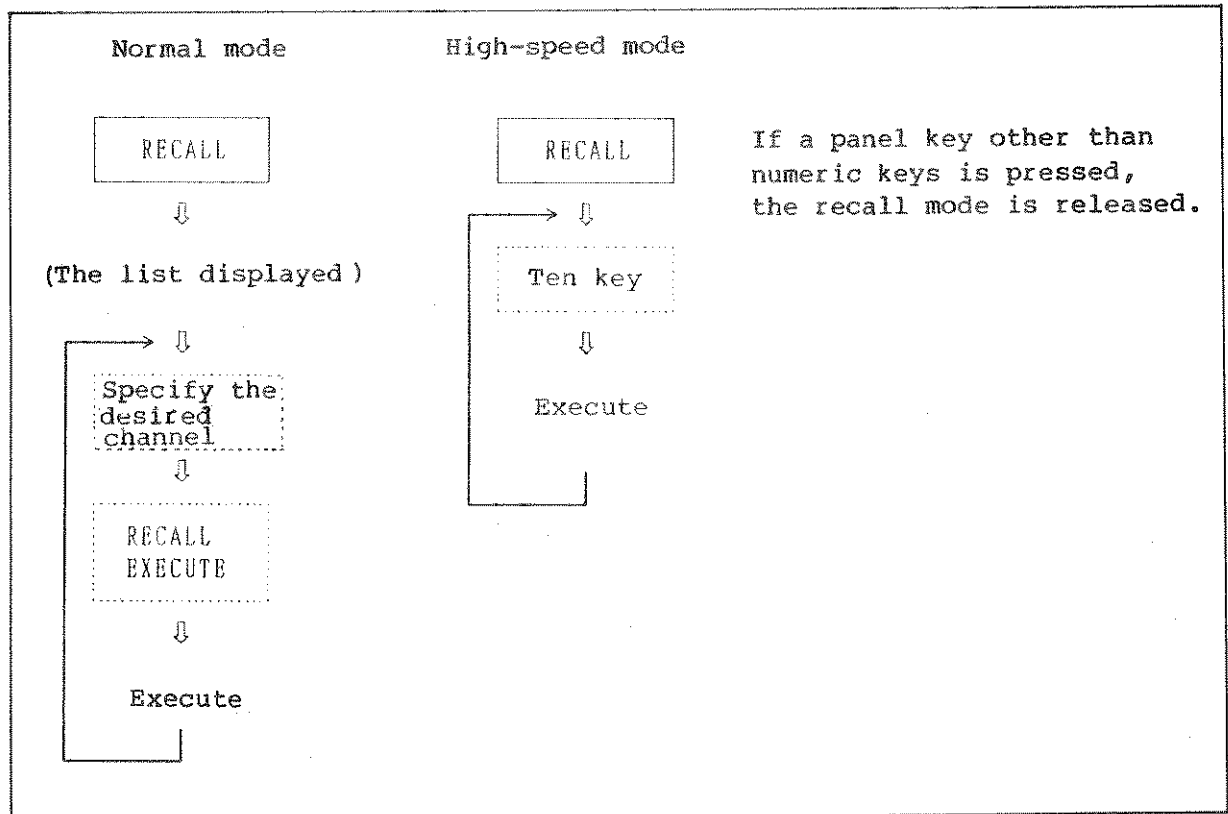 Normal mode
RECALL
(The list displayed )
Specify the
desired
channel
RECALL
EXECUTE
Execute
High-speed mode
RECALL
Ten key
Execute
If a panel key other than
numeric keys is pressed,
the recall mode is released.